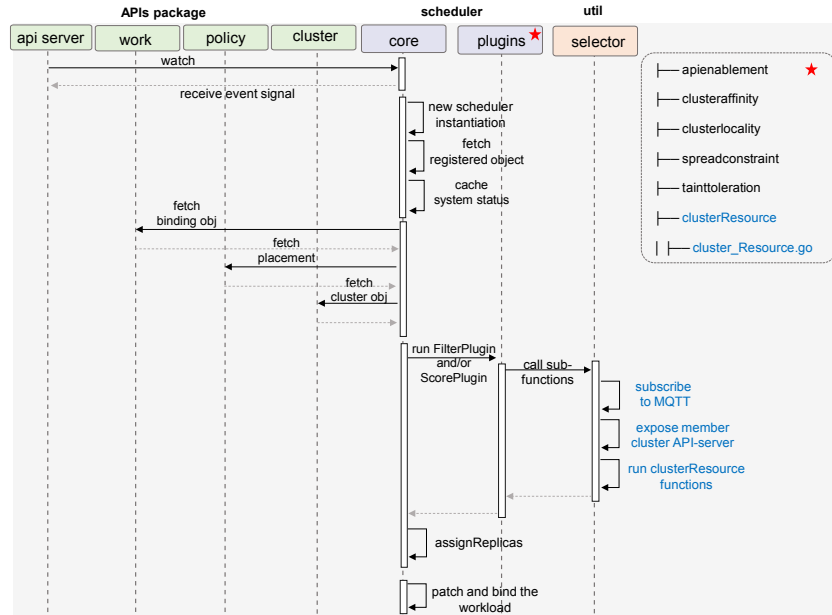 APIs package
scheduler
util
api server
work
policy
cluster
core
plugins
selector
watch
receive event signal
new scheduler
instantiation
fetch
registered object
cache
system status
fetch
binding obj
fetch
placement
fetch
cluster obj
run FilterPlugin
and/or
ScorePlugin
call sub-
functions
subscribe
to MQTT
expose member
cluster API-server
run clusterResource
functions
assignReplicas
patch and bind the
workload
├── apienablement
├── clusteraffinity
├── clusterlocality
├── spreadconstraint
├── tainttoleration
├── clusterResource
│ ├── cluster_Resource.go